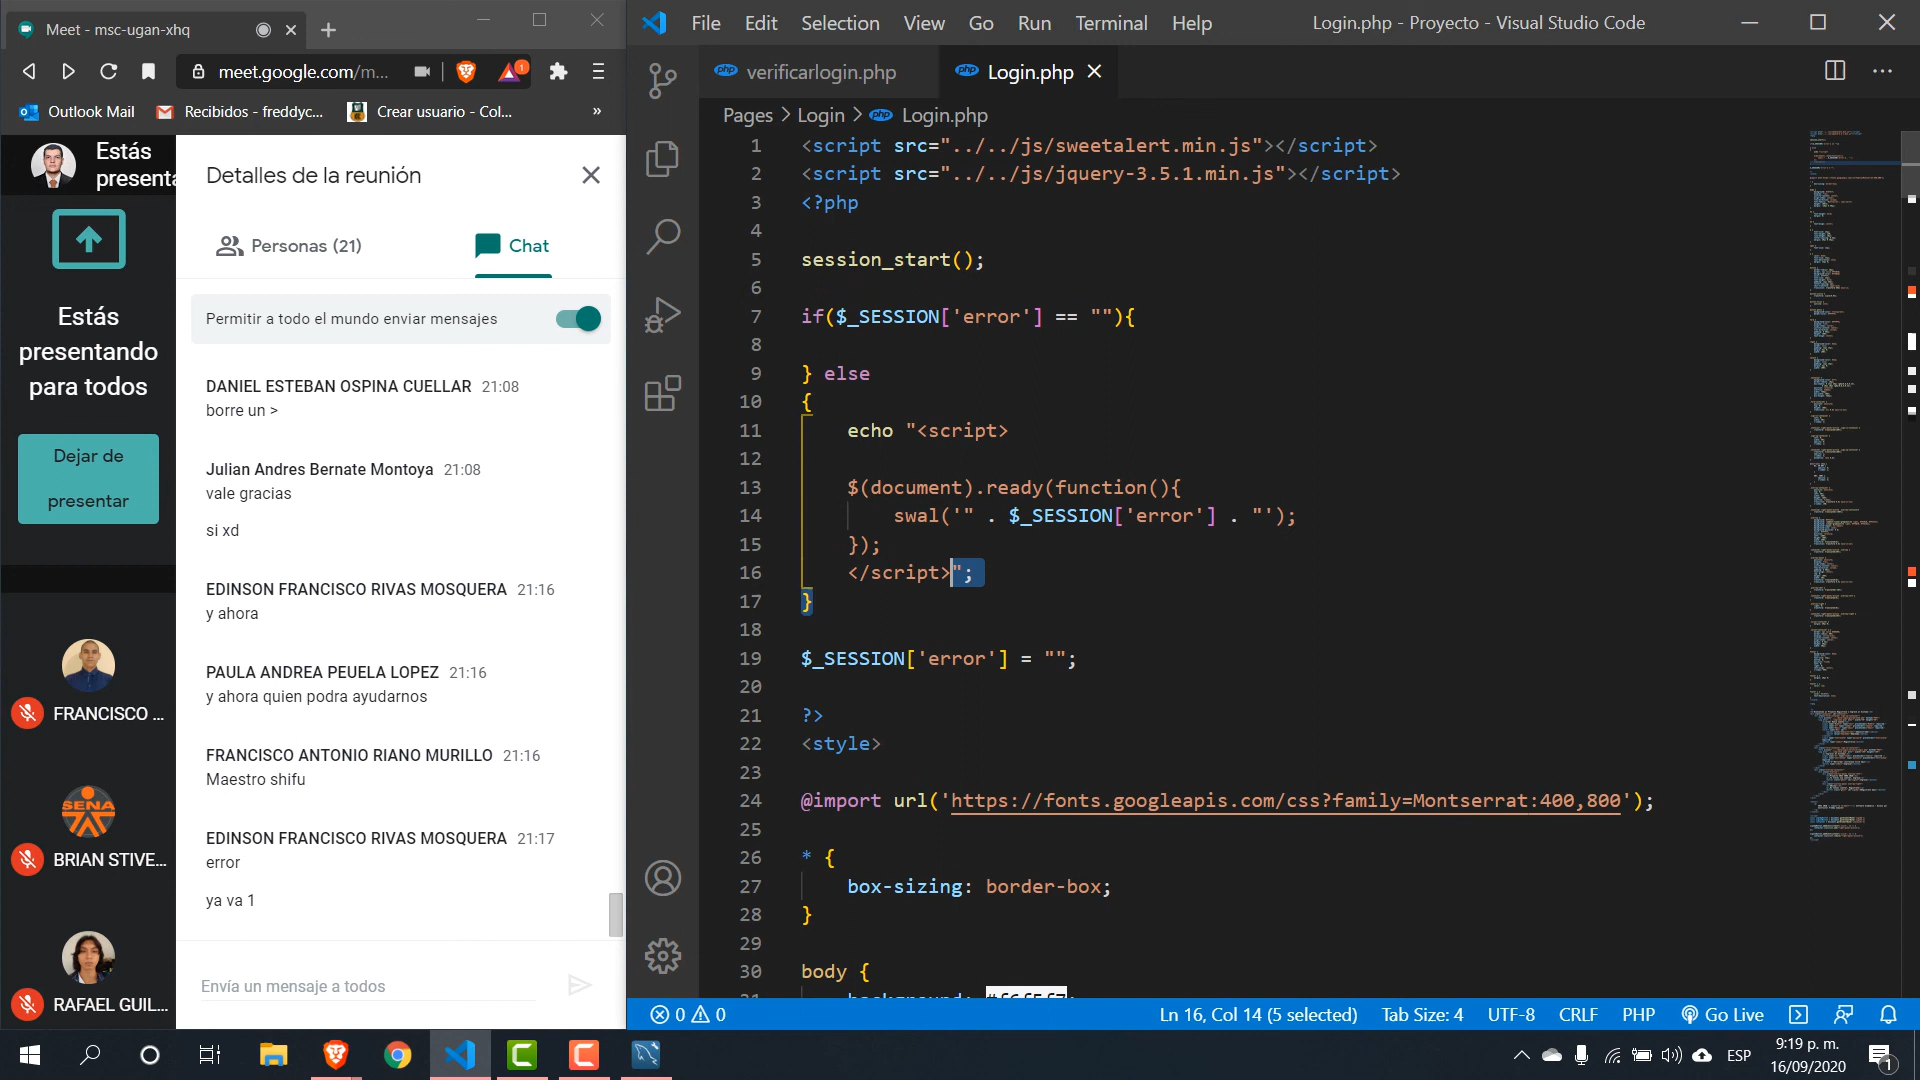 Meet - msc-ugan-xhq
meet.google.com/m...
1
Outlook Mail
Recibidos - freddyc...
Crear usuario - Col...
»
Estás
presenta
Estás
presentando
para todos
Dejar de
presentar
FRANCISCO ...
SENA
BRIAN STIVE...
RAFAEL GUIL...
Detalles de la reunión
Personas (21)
Chat
Permitir a todo el mundo enviar mensajes
DANIEL ESTEBAN OSPINA CUELLAR 21:08
borre un >
Julian Andres Bernate Montoya 21:08
vale gracias
si xd
EDINSON FRANCISCO RIVAS MOSQUERA 21:16
y ahora
PAULA ANDREA PEUELA LOPEZ 21:16
y ahora quien podra ayudarnos
FRANCISCO ANTONIO RIANO MURILLO 21:16
Maestro shifu
EDINSON FRANCISCO RIVAS MOSQUERA 21:17
error
ya va 1
Envía un mensaje a todos
File Edit Selection View Go Run Terminal Help
Login.php - Proyecto - Visual Studio Code
php verificarlogin.php
php Login.php
Pages > Login > php Login.php
1 <script src="../../js/sweetalert.min.js"></script>
2 <script src="../../js/jquery-3.5.1.min.js"></script>
3 <?php
4
5 session_start();
6
7 if($_SESSION['error'] == ""){
8
9 } else
10 {
11 echo "<script>
12
13 $(document).ready(function(){
14 swal('" . $_SESSION['error'] . "');
15 });
16 </script>";
17 }
18
19 $_SESSION['error'] = "";
20
21 ?>
22 <style>
23
24 @import url('https://fonts.googleapis.com/css?family=Montserrat:400,800');
25
26 * {
27 box-sizing: border-box;
28 }
29
30 body {
31 background: #f6f5f7;
0 0
Ln 16, Col 14 (5 selected)
Tab Size: 4
UTF-8
CRLF
PHP
Go Live
ESP
9:19 p. m.
16/09/2020
1